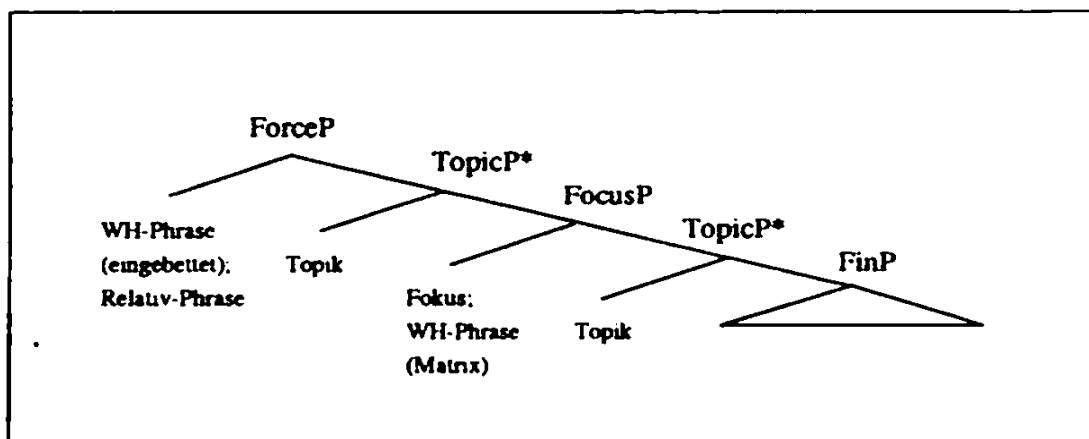 ForceP
TopicP*
FocusP
TopicP*
FinP
WH-Phrase
(eingebettet);
Relativ-Phrase
Topik
Fokus;
WH-Phrase
(Matrix)
Topik